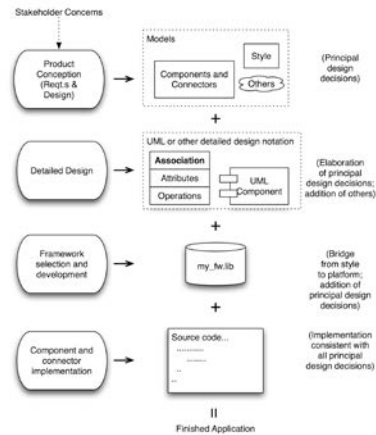 Stakeholder Concerns
Product
Conception
(Reqt.s &
Design)
Models
Style
Components and
Connectors
Others
(Principal
design
decisions)
+
UML or other detailed design notation
Detailed Design
Association
Attributes
Operations
UML
Component
(Elaboration
of principal
design decisions;
addition of others)
+
Framework
selection and
development
my_fw.lib
(Bridge
from style
to platform;
addition of
principal design
decisions)
+
Component and
connector
implementation
Source code...
(Implementation
consistent with
all principal
design decisions)
=
Finished Application